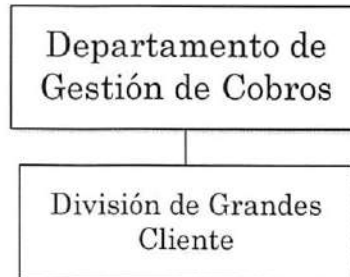 Departamento de
Gestión de Cobros
División de Grandes
Cliente